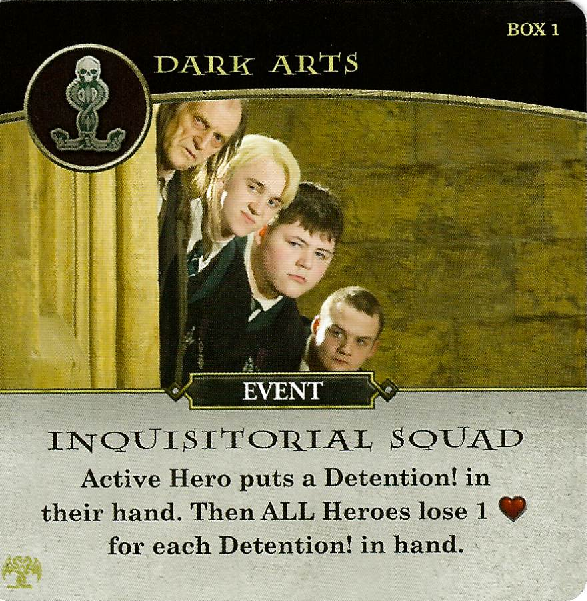 BOX 1
DARK ARTS
EVENT
INQUISITORIAL SQUAD
Active Hero puts a Detention! in
their hand. Then ALL Heroes lose 1
for each Detention! in hand.